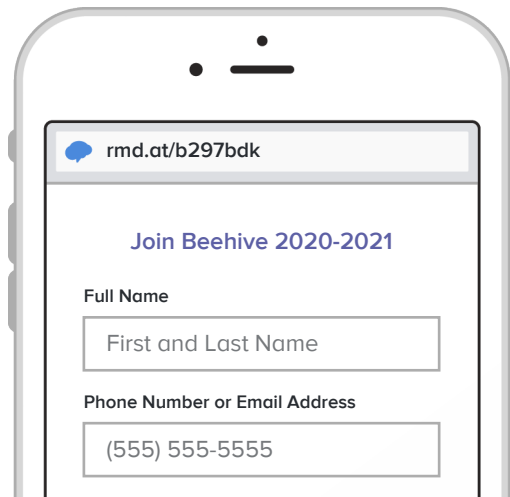 rmd.at/b297bdk
Join Beehive 2020-2021
Full Name
First and Last Name
Phone Number or Email Address
(555) 555-5555